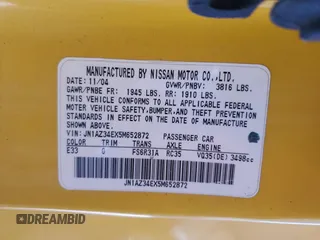 MANUFACTURED BY NISSAN MOTOR CO.,LTD.
DATE: 11/04 GVWR/PNBV: 3816 LBS.
GAWR/PNBE FR: 1945 LBS RR: 1910 LBS.
THIS VEHICLE CONFORMS TO ALL APPLICABLE
FEDERAL MOTOR VEHICLE SAFETY, BUMPER,
AND THEFT PREVENTION STANDARDS
IN EFFECT ON THE DATE OF MANUFACTURE
SHOWN ABOVE.
VIN: JN1AZ34EX5M652872 PASSENGER CAR
COLOR TRIM TRANS AXLE ENGINE
E33 G FS6R31A RC35 VQ35(DE) 3498cc
JN1AZ34EX5M652872
© AutoBidMaster